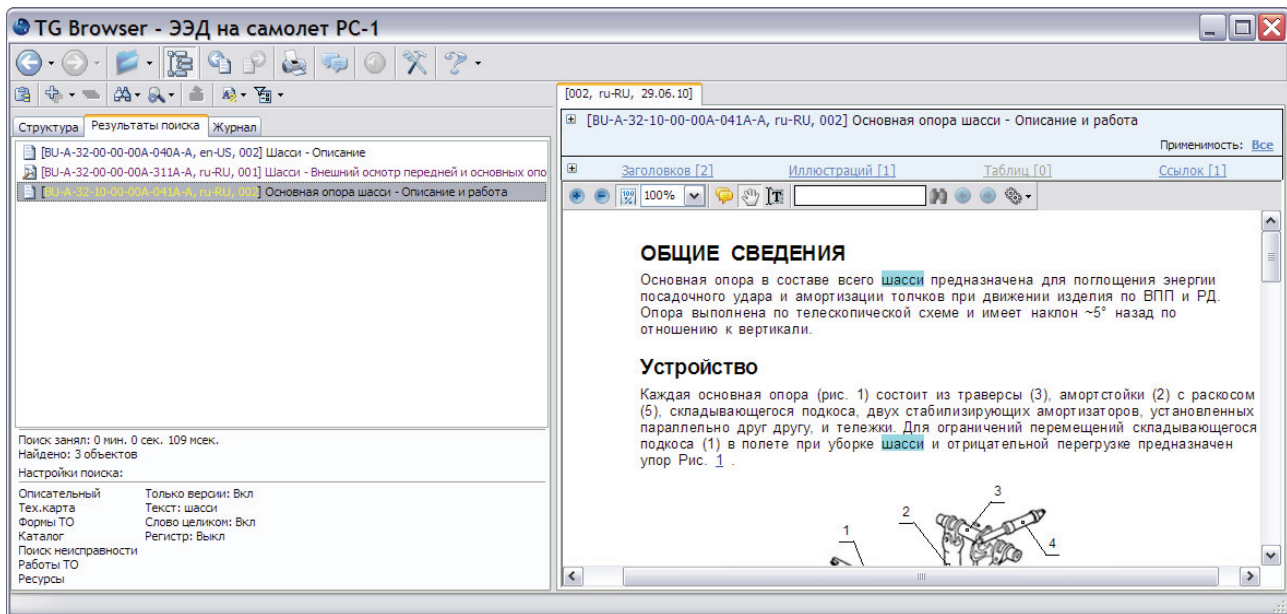 TG Browser - ЭЭД на самолет РС-1
Структура Результаты поиска Журнал
[BU-A-32-00-00-00A-040A-A, en-US, 002] Шасси - Описание
[BU-A-32-00-00-00A-311A-A, ru-RU, 001] Шасси - Внешний осмотр передней и основных опо
[BU-A-32-10-00-00A-041A-A, ru-RU, 002] Основная опора шасси - Описание и работа
Поиск занял: 0 мин. 0 сек. 109 мсек.
Найдено: 3 объектов
Настройки поиска:
Описательный Только версии: Вкл
Тех.карта Текст: шасси
Формы ТО Слово целиком: Вкл
Каталог Регистр: Выкл
Поиск неисправности
Работы ТО
Ресурсы
[002, ru-RU, 29.06.10]
[BU-A-32-10-00-00A-041A-A, ru-RU, 002] Основная опора шасси - Описание и работа
Применимость: Все
Заголовков [2] Иллюстраций [1] Таблиц [0] Ссылок [1]
100%
ОБЩИЕ СВЕДЕНИЯ
Основная опора в составе всего шасси предназначена для поглощения энергии
посадочного удара и амортизации толчков при движении изделия по ВПП и РД.
Опора выполнена по телескопической схеме и имеет наклон ~5° назад по
отношению к вертикали.
Устройство
Каждая основная опора (рис. 1) состоит из траверсы (3), амортстойки (2) с раскосом
(5), складывающегося подкоса, двух стабилизирующих амортизаторов, установленных
параллельно друг другу, и тележки. Для ограничений перемещений складывающегося
подкоса (1) в полете при уборке шасси и отрицательной перегрузке предназначен
упор Рис. 1 .
3
2
1
4